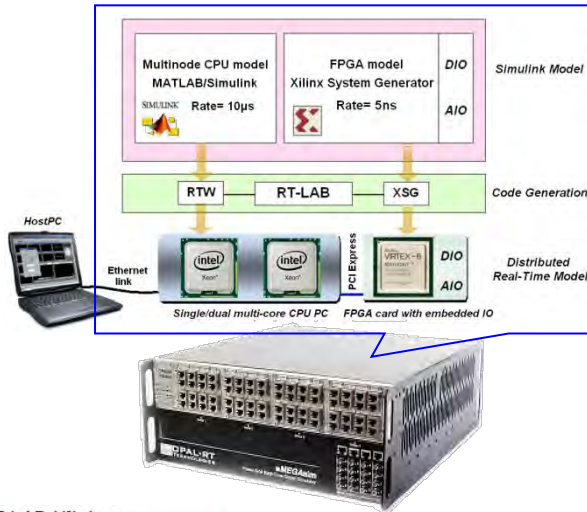 Multinode CPU model
MATLAB/Simulink
SIMULINK
Rate= 10µs
FPGA model
Xilinx System Generator
Rate= 5ns
DIO
AIO
Simulink Model
RTW
RT-LAB
XSG
Code Generation
HostPC
Ethernet
link
intel
Xeon
intel
Xeon
PCI Express
VIRTEX-6
DIO
AIO
Distributed
Real-Time Model
Single/dual multi-core CPU PC
FPGA card with embedded IO
OPAL-RT
TECHNOLOGIES
eMEGAsim